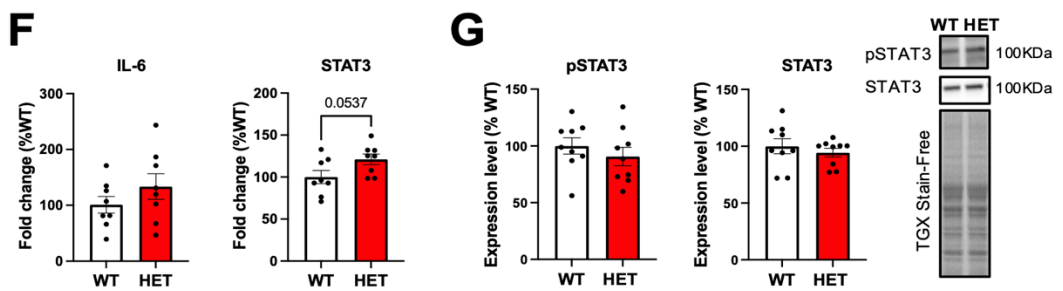 F
IL-6
Fold change (%WT)
300
200
100
0
WT HET
STAT3
Fold change (%WT)
200
150
100
50
0
0.0537
WT HET
G
pSTAT3
Expression level (% WT)
150
100
50
0
WT HET
STAT3
Expression level (% WT)
150
100
50
0
WT HET
WT HET
pSTAT3 100KDa
STAT3 100KDa
TGX Stain-Free